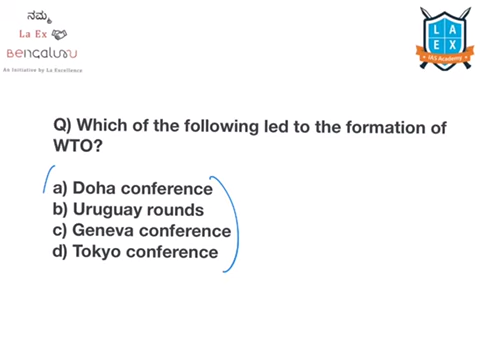 ನಮ್ಮ
La Ex
BENGALURU
An Initiative by La Excellence
L A
E X
IAS Academy
Q) Which of the following led to the formation of
WTO?
a) Doha conference
b) Uruguay rounds
c) Geneva conference
d) Tokyo conference